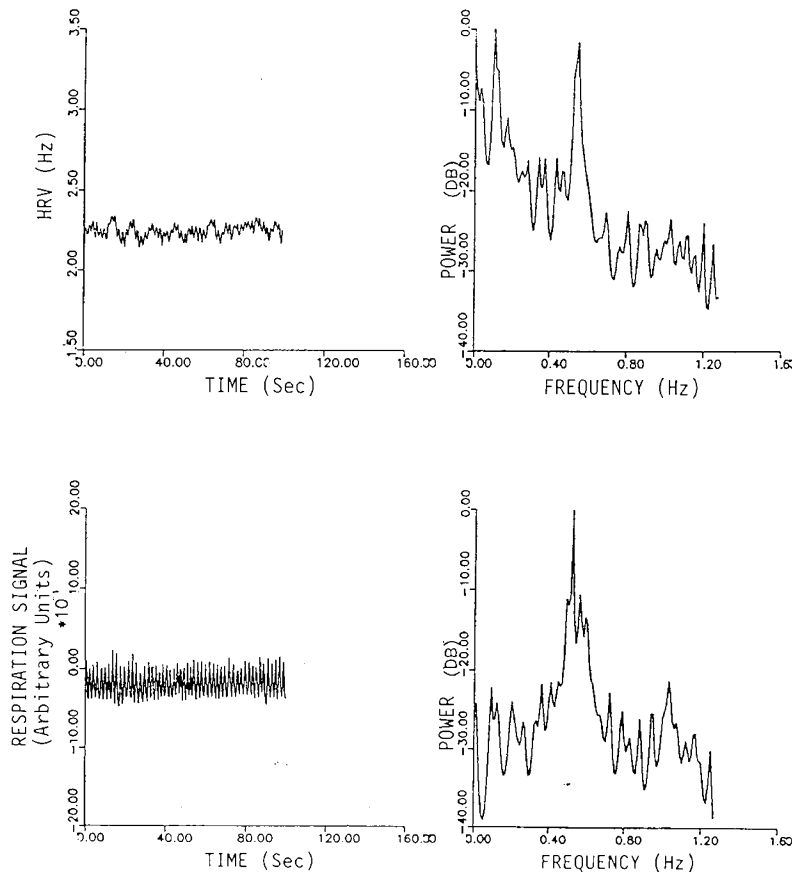 HRV (Hz)
3.50
3.00
2.50
2.00
1.50
0.00 40.00 80.00 120.00 160.00
TIME (Sec)
POWER (DB)
0.00
-10.00
-20.00
-30.00
-40.00
0.00 0.40 0.80 1.20 1.60
FREQUENCY (Hz)
RESPIRATION SIGNAL
(Arbitrary Units)
*10¹
20.00
10.00
0.00
-10.00
-20.00
0.00 40.00 80.00 120.00 160.00
TIME (Sec)
POWER (DB)
0.00
-10.00
-20.00
-30.00
-40.00
0.00 0.40 0.80 1.20 1.60
FREQUENCY (Hz)